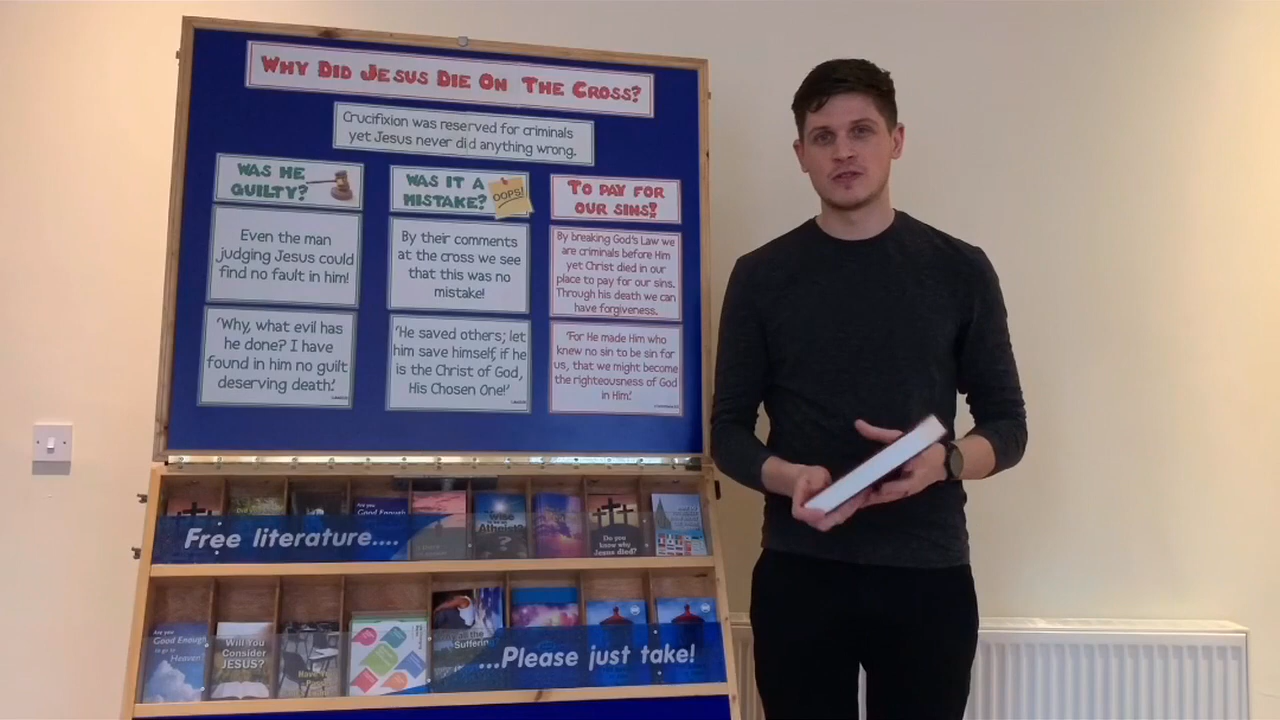 WHY DID JESUS DIE ON THE CROSS?
Crucifixion was reserved for criminals
yet Jesus never did anything wrong.
WAS HE
GUILTY?
Even the man
judging Jesus could
find no fault in him!
'Why, what evil has
he done? I have
found in him no guilt
deserving death.'
WAS IT A
MISTAKE?
OOPS!
By their comments
at the cross we see
that this was no
mistake!
'He saved others; let
him save himself, if he
is the Christ of God,
His Chosen One!'
TO PAY FOR
OUR SINS!
By breaking God's Law we
are criminals before Him
yet Christ died in our
place to pay for our sins.
Through his death we can
have forgiveness.
'For He made Him who
knew no sin to be sin for
us, that we might become
the righteousness of God
in Him.'
Free literature....
Are you
Good Enough
wise
Atheist?
Do you
know why
Jesus died?
Are you
Good Enough
to go to
Heaven?
Will You
Consider
JESUS?
all the
Suffering
...Please just take!